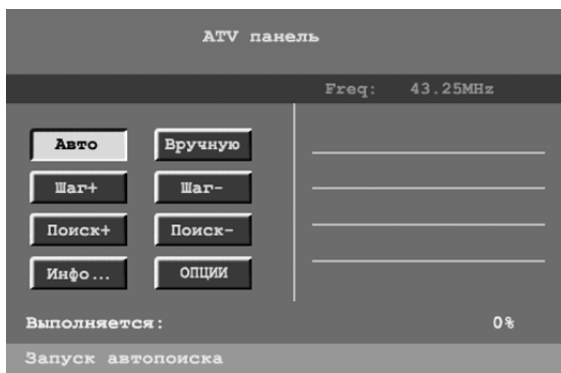 ATV панель
Freq: 43.25MHz
Авто Вручную
Шаг+ Шаг-
Поиск+ Поиск-
Инфо... ОПЦИИ
Выполняется: 0%
Запуск автопоиска